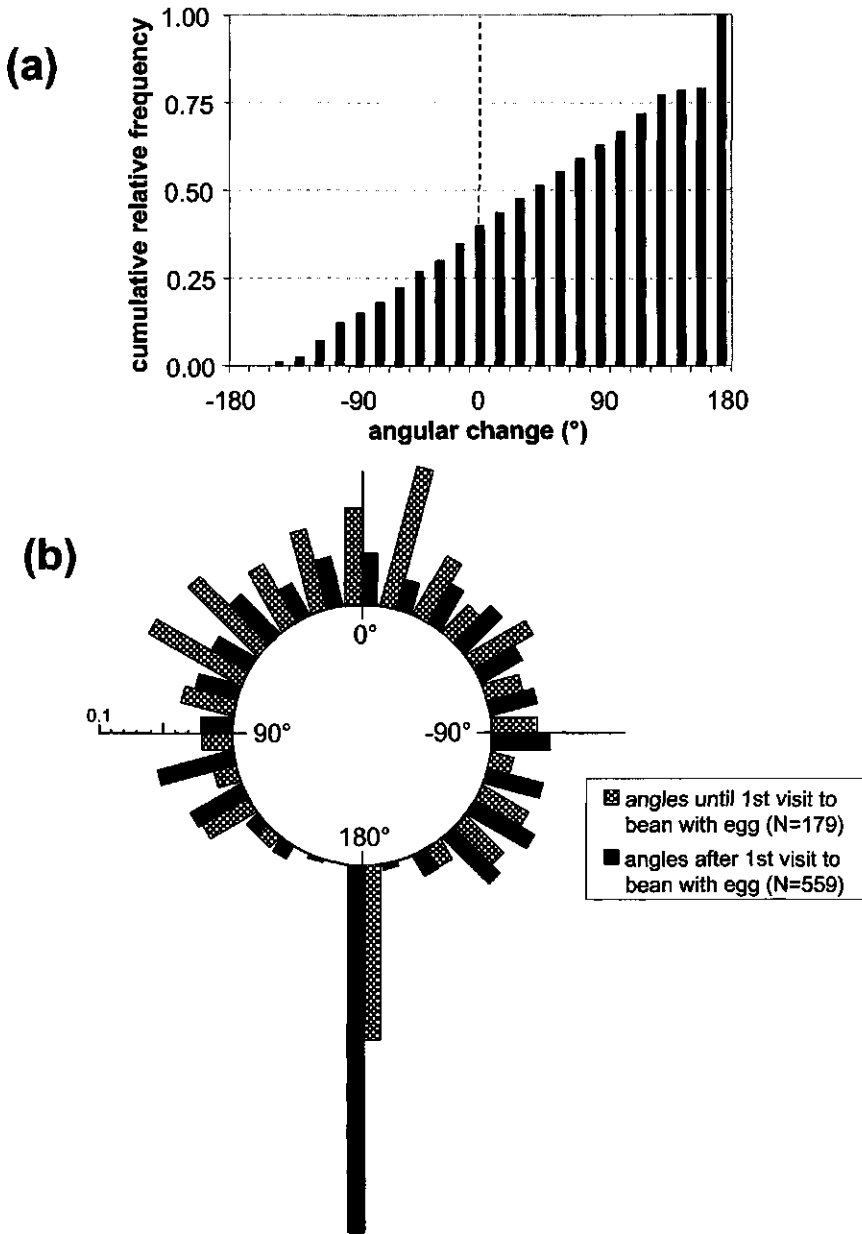 (a)
cumulative relative frequency
1.00
0.75
0.50
0.25
0.00
-180 -90 0 90 180
angular change (°)
(b)
0°
0.1
90°
-90°
180°
angles until 1st visit to
bean with egg (N=179)
angles after 1st visit to
bean with egg (N=559)